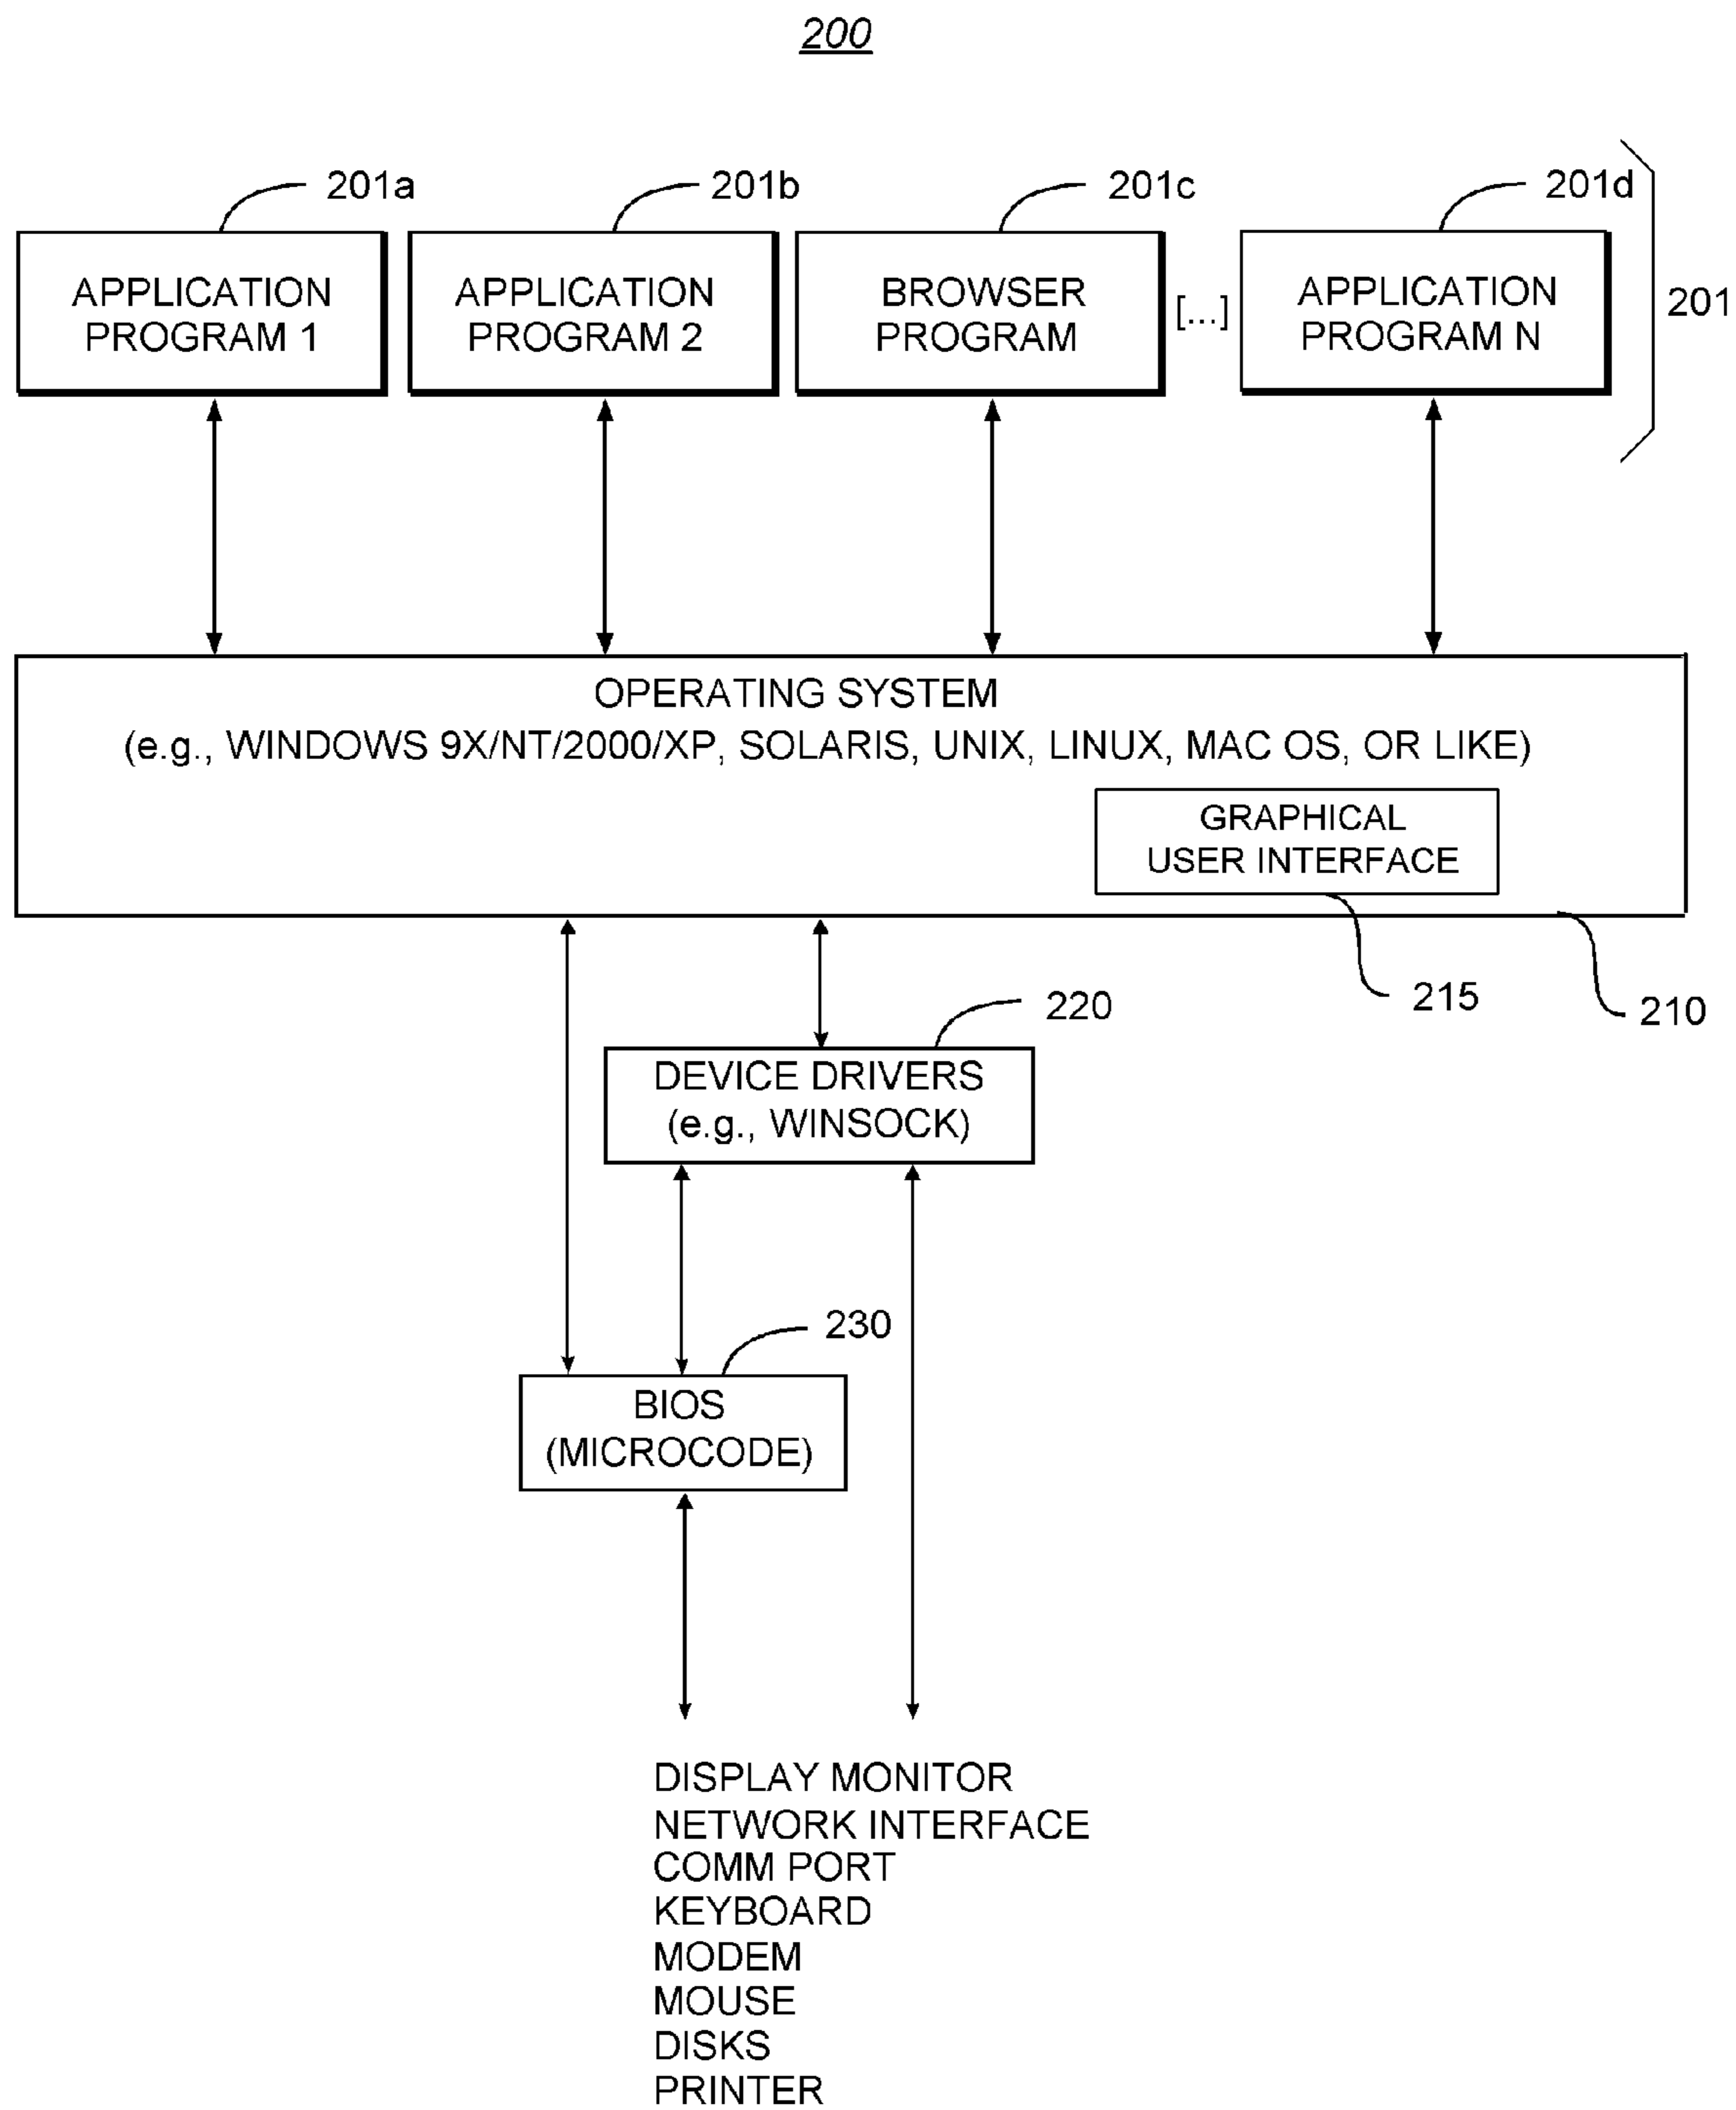 200
201a
201b
201c
201d
APPLICATION
PROGRAM 1
APPLICATION
PROGRAM 2
BROWSER
PROGRAM
[...]
APPLICATION
PROGRAM N
201
OPERATING SYSTEM
(e.g., WINDOWS 9X/NT/2000/XP, SOLARIS, UNIX, LINUX, MAC OS, OR LIKE)
GRAPHICAL
USER INTERFACE
215
210
220
DEVICE DRIVERS
(e.g., WINSOCK)
230
BIOS
(MICROCODE)
DISPLAY MONITOR
NETWORK INTERFACE
COMM PORT
KEYBOARD
MODEM
MOUSE
DISKS
PRINTER